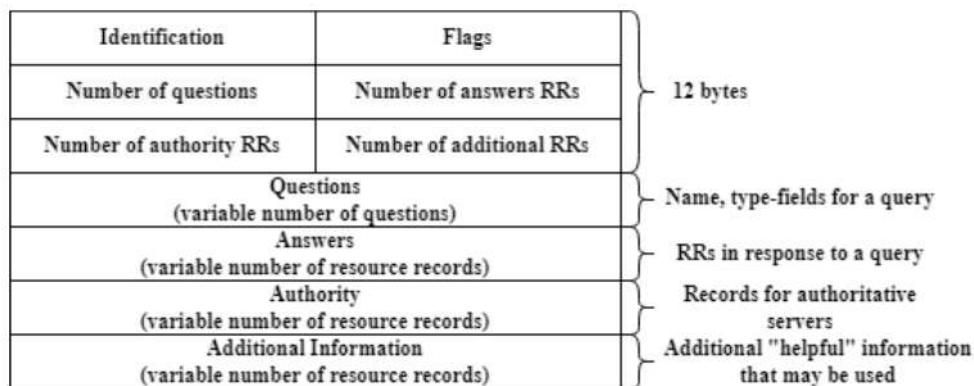 Identification
Flags
Number of questions
Number of answers RRs
12 bytes
Number of authority RRs
Number of additional RRs
Questions
(variable number of questions)
Name, type-fields for a query
Answers
(variable number of resource records)
RRs in response to a query
Authority
(variable number of resource records)
Records for authoritative
servers
Additional Information
(variable number of resource records)
Additional "helpful" information
that may be used